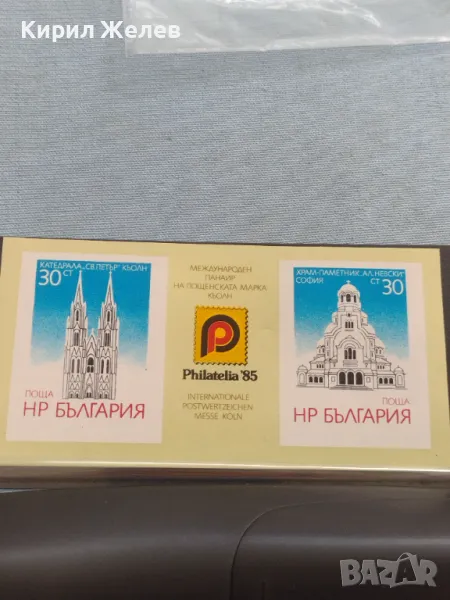 Кирил Желев
КАТЕДРАЛА „СВ. ПЕТЪР" КЬОЛН
30 СТ
ПОЩА
НР БЪЛГАРИЯ
МЕЖДУНАРОДЕН
ПАНАИР
НА ПОЩЕНСКАТА МАРКА
КЬОЛН
Philatelia '85
INTERNATIONALE
POSTWERTZEICHEN
MESSE KÖLN
ХРАМ-ПАМЕТНИК „АЛ. НЕВСКИ"
СОФИЯ
СТ 30
ПОЩА
НР БЪЛГАРИЯ
BAZAR